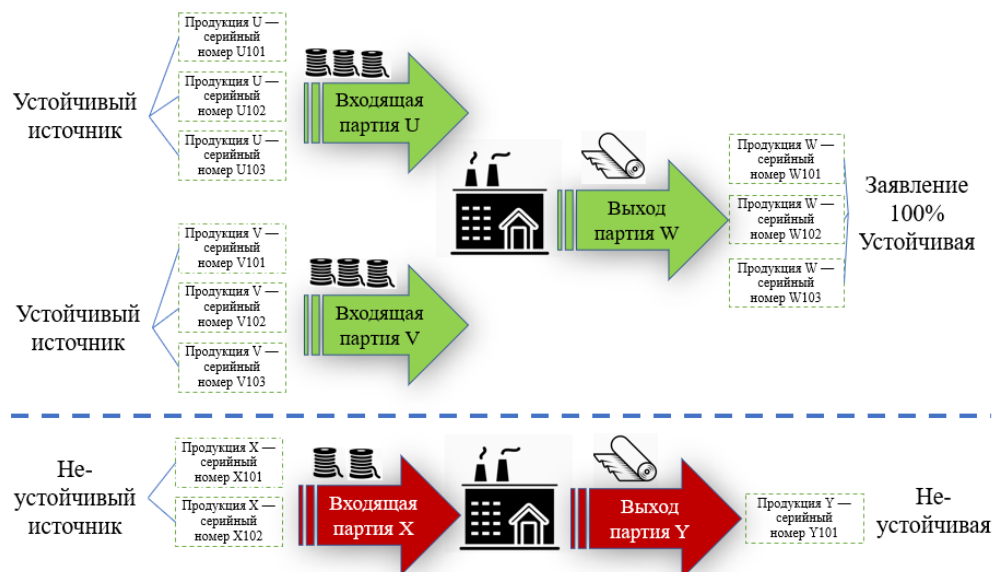 Продукция U —
серийный
номер U101
Продукция U —
серийный
номер U102
Продукция U —
серийный
номер U103
Устойчивый
источник
Входящая
партия U
Продукция V —
серийный
номер V101
Продукция V —
серийный
номер V102
Продукция V —
серийный
номер V103
Устойчивый
источник
Входящая
партия V
Выход
партия W
Продукция W —
серийный
номер W101
Продукция W —
серийный
номер W102
Продукция W —
серийный
номер W103
Заявление
100%
Устойчивая
Не-
устойчивый
источник
Продукция X —
серийный
номер X101
Продукция X —
серийный
номер X102
Входящая
партия X
Выход
партия Y
Продукция Y —
серийный
номер Y101
Не-
устойчивая